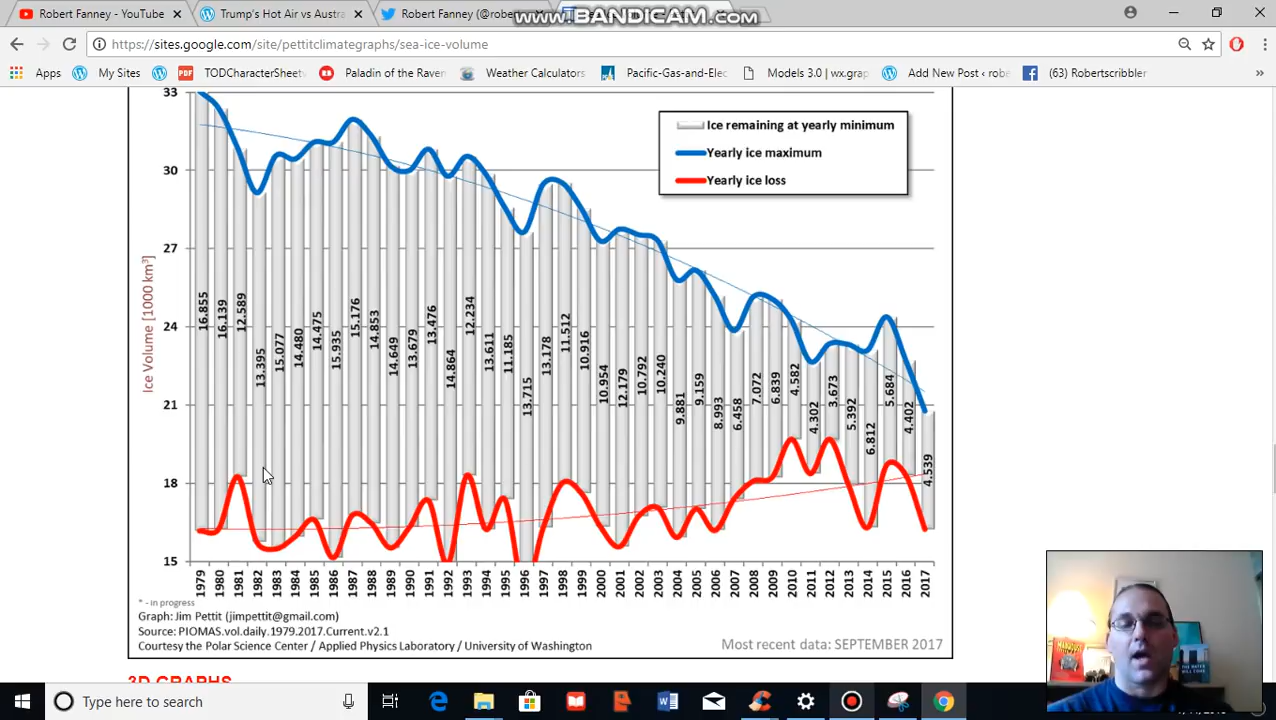 Robert Fanney - YouTube
Trump's Hot Air vs Austra
Robert Fanney (@robe
www.BANDICAM.com
https://sites.google.com/site/pettitclimategraphs/sea-ice-volume
Apps
My Sites
TODCharacterSheet
Paladin of the Raven
Weather Calculators
Pacific-Gas-and-Elec
Models 3.0 | wx.grap
Add New Post ‹ robe
(63) Robertscribbler
»
33
30
27
24
21
18
15
Ice Volume [1000 km³]
Ice remaining at yearly minimum
Yearly ice maximum
Yearly ice loss
16.855
16.139
12.589
13.395
15.077
14.480
14.475
15.935
15.176
14.853
14.649
13.679
13.476
14.864
12.234
13.611
11.185
13.715
13.178
11.512
10.916
10.954
12.179
10.792
10.240
9.881
9.159
8.993
6.458
7.072
6.839
4.582
4.302
3.673
5.392
6.812
5.684
4.402
4.539
1979 1980 1981 1982 1983 1984 1985 1986 1987 1988 1989 1990 1991 1992 1993 1994 1995 1996 1997 1998 1999 2000 2001 2002 2003 2004 2005 2006 2007 2008 2009 2010 2011 2012 2013 2014 2015 2016 2017
* - in progress
Graph: Jim Pettit (jimpettit@gmail.com)
Source: PIOMAS.vol.daily.1979.2017.Current.v2.1
Courtesy the Polar Science Center / Applied Physics Laboratory / University of Washington
Most recent data: SEPTEMBER 2017
3D GRAPHS
Type here to search